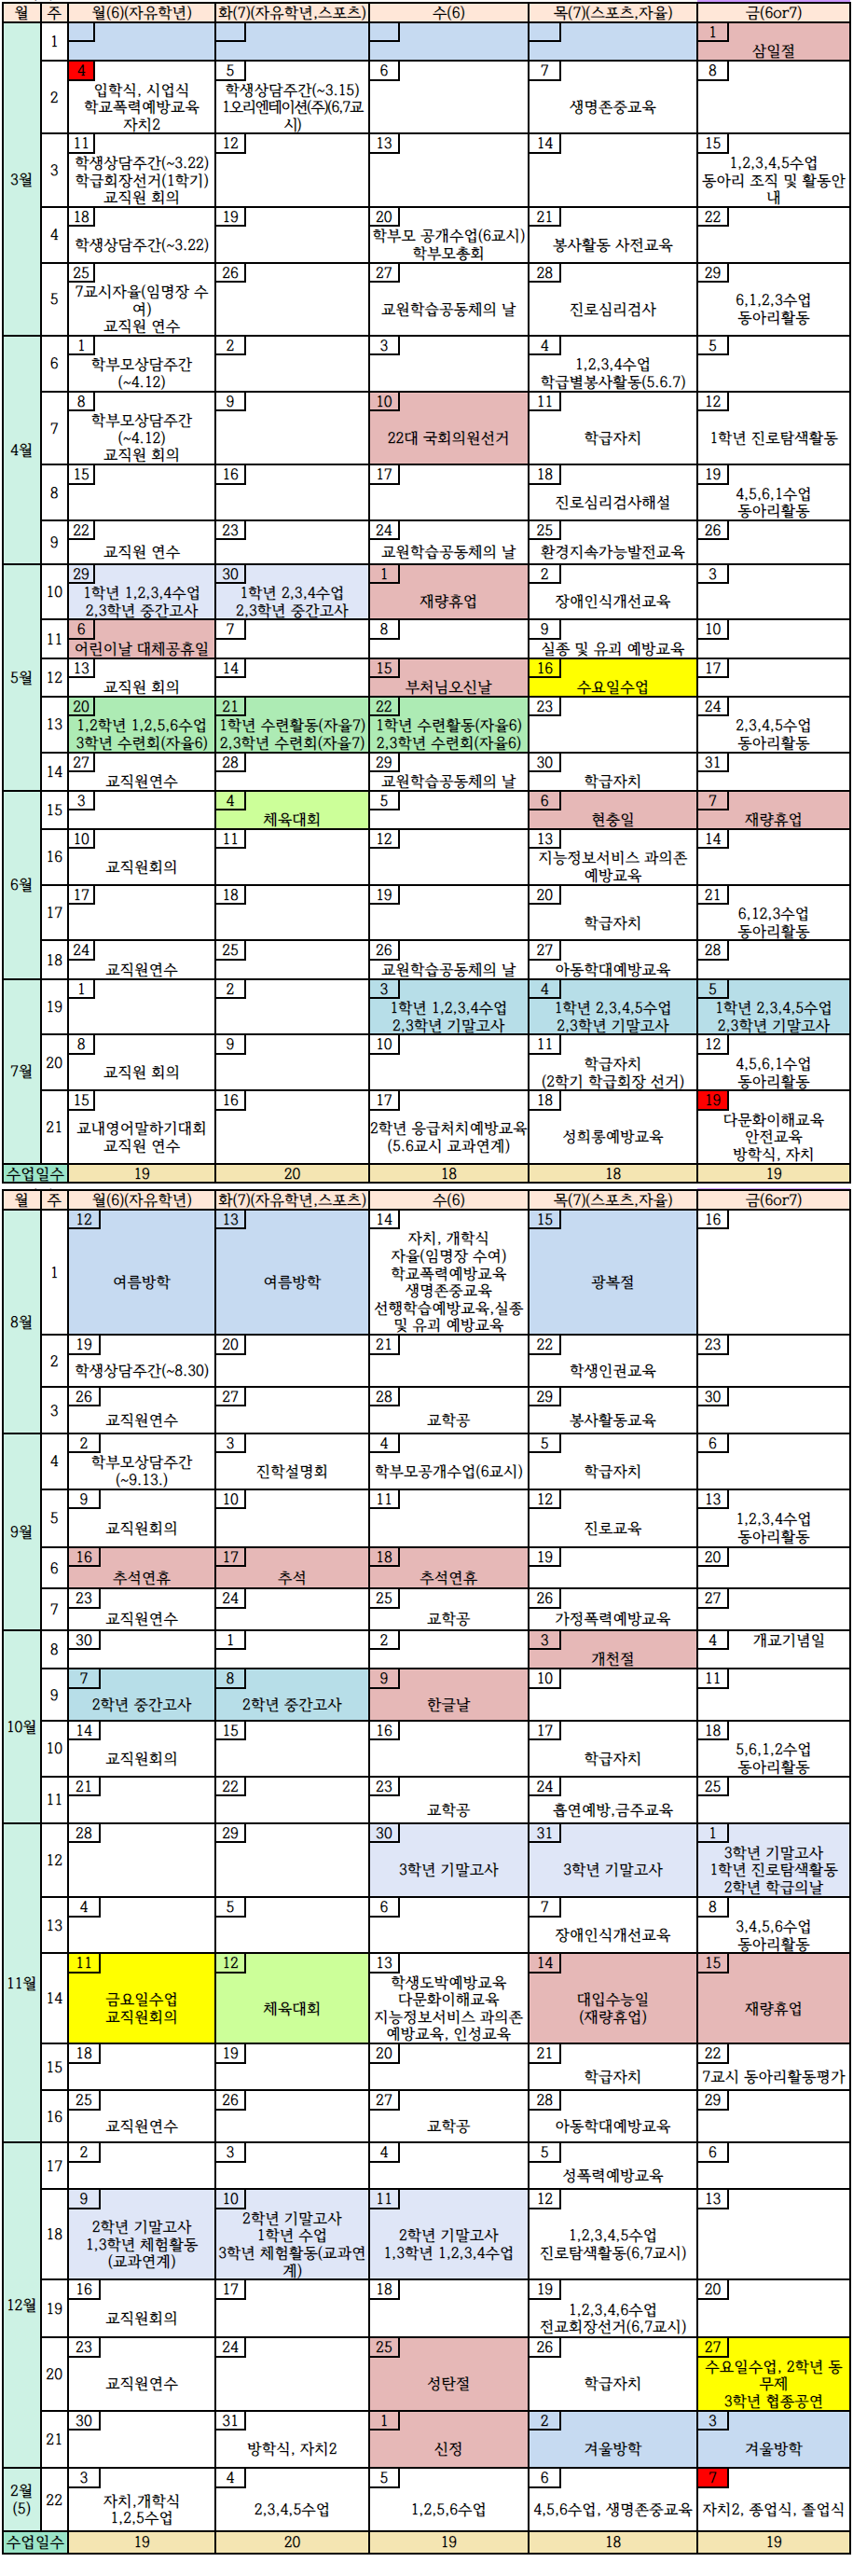 월 주 월(6)(자유학년) 화(7)(자유학년,스포츠) 수(6) 목(7)(스포츠,자율) 금(6or7)
3월
1 1
삼일절
2 4 5 6 7 8
입학식, 시업식
학교폭력예방교육
자치2
학생상담주간(~3.15)
1오리엔테이션(주)(6,7교
시)
생명존중교육
3 11 12 13 14 15
학생상담주간(~3.22)
학급회장선거(1학기)
교직원 회의
1,2,3,4,5수업
동아리 조직 및 활동안
내
4 18 19 20 21 22
학생상담주간(~3.22)
학부모 공개수업(6교시)
학부모총회
봉사활동 사전교육
5 25 26 27 28 29
7교시자율(임명장 수
여)
교직원 연수
교원학습공동체의 날
진로심리검사
6,1,2,3수업
동아리활동
4월
6 1 2 3 4 5
학부모상담주간
(~4.12)
1,2,3,4수업
학급별봉사활동(5.6.7)
7 8 9 10 11 12
학부모상담주간
(~4.12)
교직원 회의
22대 국회의원선거
학급자치
1학년 진로탐색활동
8 15 16 17 18 19
진로심리검사해설
4,5,6,1수업
동아리활동
9 22 23 24 25 26
교직원 연수
교원학습공동체의 날
환경지속가능발전교육
5월
10 29 30 1 2 3
1학년 1,2,3,4수업
2,3학년 중간고사
1학년 2,3,4수업
2,3학년 중간고사
재량휴업
장애인식개선교육
11 6 7 8 9 10
어린이날 대체공휴일
실종 및 유괴 예방교육
12 13 14 15 16 17
교직원 회의
부처님오신날
수요일수업
13 20 21 22 23 24
1,2학년 1,2,5,6수업
3학년 수련회(자율6)
1학년 수련활동(자율7)
2,3학년 수련회(자율7)
1학년 수련활동(자율6)
2,3학년 수련회(자율6)
2,3,4,5수업
동아리활동
14 27 28 29 30 31
교직원연수
교원학습공동체의 날
학급자치
6월
15 3 4 5 6 7
체육대회
현충일
재량휴업
16 10 11 12 13 14
교직원회의
지능정보서비스 과의존
예방교육
17 17 18 19 20 21
학급자치
6,12,3수업
동아리활동
18 24 25 26 27 28
교직원연수
교원학습공동체의 날
아동학대예방교육
7월
19 1 2 3 4 5
1학년 1,2,3,4수업
2,3학년 기말고사
1학년 2,3,4,5수업
2,3학년 기말고사
1학년 2,3,4,5수업
2,3학년 기말고사
20 8 9 10 11 12
교직원 회의
학급자치
(2학기 학급회장 선거)
4,5,6,1수업
동아리활동
21 15 16 17 18 19
교내영어말하기대회
교직원 연수
2학년 응급처치예방교육
(5.6교시 교과연계)
성희롱예방교육
다문화이해교육
안전교육
방학식, 자치
수업일수 19 20 18 18 19
월 주 월(6)(자유학년) 화(7)(자유학년,스포츠) 수(6) 목(7)(스포츠,자율) 금(6or7)
8월
1 12 13 14 15 16
여름방학
여름방학
자치, 개학식
자율(임명장 수여)
학교폭력예방교육
생명존중교육
선행학습예방교육,실종
및 유괴 예방교육
광복절
2 19 20 21 22 23
학생상담주간(~8.30)
학생인권교육
3 26 27 28 29 30
교직원연수
교학공
봉사활동교육
9월
4 2 3 4 5 6
학부모상담주간
(~9.13.)
진학설명회
학부모공개수업(6교시)
학급자치
5 9 10 11 12 13
교직원회의
진로교육
1,2,3,4수업
동아리활동
6 16 17 18 19 20
추석연휴
추석
추석연휴
7 23 24 25 26 27
교직원연수
교학공
가정폭력예방교육
10월
8 30 1 2 3 4 개교기념일
개천절
9 7 8 9 10 11
2학년 중간고사
2학년 중간고사
한글날
10 14 15 16 17 18
교직원회의
학급자치
5,6,1,2수업
동아리활동
11 21 22 23 24 25
교학공
흡연예방,금주교육
11월
12 28 29 30 31 1
3학년 기말고사
3학년 기말고사
3학년 기말고사
1학년 진로탐색활동
2학년 학급의날
13 4 5 6 7 8
장애인식개선교육
3,4,5,6수업
동아리활동
14 11 12 13 14 15
금요일수업
교직원회의
체육대회
학생도박예방교육
다문화이해교육
지능정보서비스 과의존
예방교육, 인성교육
대입수능일
(재량휴업)
재량휴업
15 18 19 20 21 22
학급자치
7교시 동아리활동평가
16 25 26 27 28 29
교직원연수
교학공
아동학대예방교육
12월
17 2 3 4 5 6
성폭력예방교육
18 9 10 11 12 13
2학년 기말고사
1,3학년 체험활동
(교과연계)
2학년 기말고사
1학년 수업
3학년 체험활동(교과연
계)
2학년 기말고사
1,3학년 1,2,3,4수업
1,2,3,4,5수업
진로탐색활동(6,7교시)
19 16 17 18 19 20
교직원회의
1,2,3,4,6수업
전교회장선거(6,7교시)
20 23 24 25 26 27
교직원연수
성탄절
학급자치
수요일수업, 2학년 동
무제
3학년 협종공연
21 30 31 1 2 3
방학식, 자치2
신정
겨울방학
겨울방학
2월
(5)
22 3 4 5 6 7
자치,개학식
1,2,5수업
2,3,4,5수업
1,2,5,6수업
4,5,6수업, 생명존중교육
자치2, 종업식, 졸업식
수업일수 19 20 19 18 19